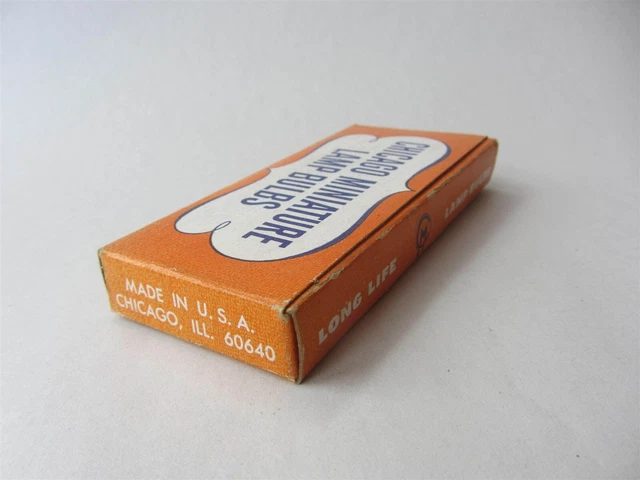 CHICAGO MINIATURE
LAMP BULBS
MADE IN U.S.A.
CHICAGO, ILL. 60640
LONG LIFE